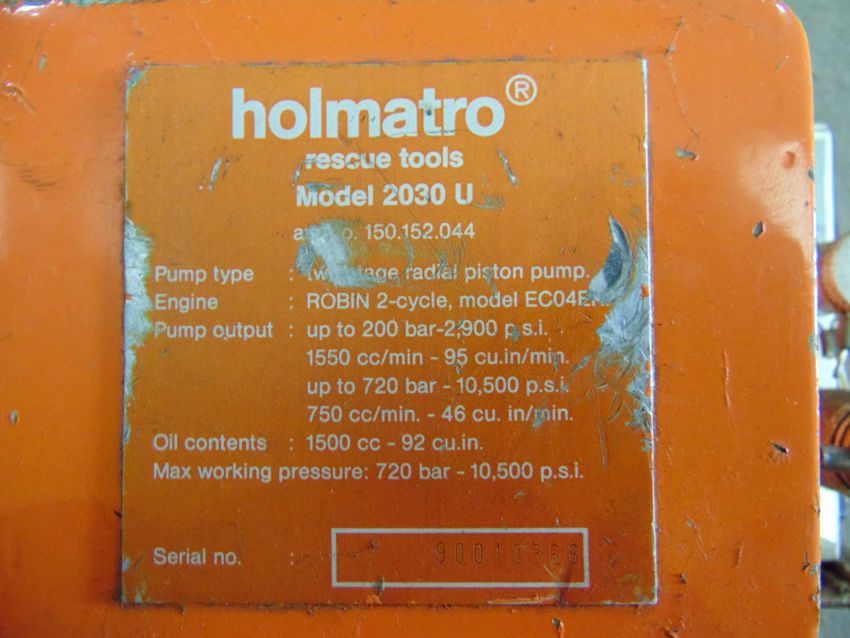 holmatro®
rescue tools
Model 2030 U
150.152.044
Pump type : stage radial piston pump.
Engine : ROBIN 2-cycle, model
Pump output : up to 200 bar-2,900 p.s.i.
1550 cc/min - 95 cu.in/min.
up to 720 bar - 10,500 p.s.i.
750 cc/min. - 46 cu. in/min.
Oil contents : 1500 cc - 92 cu.in.
Max working pressure: 720 bar - 10,500 p.s.i.
Serial no. : 90010366